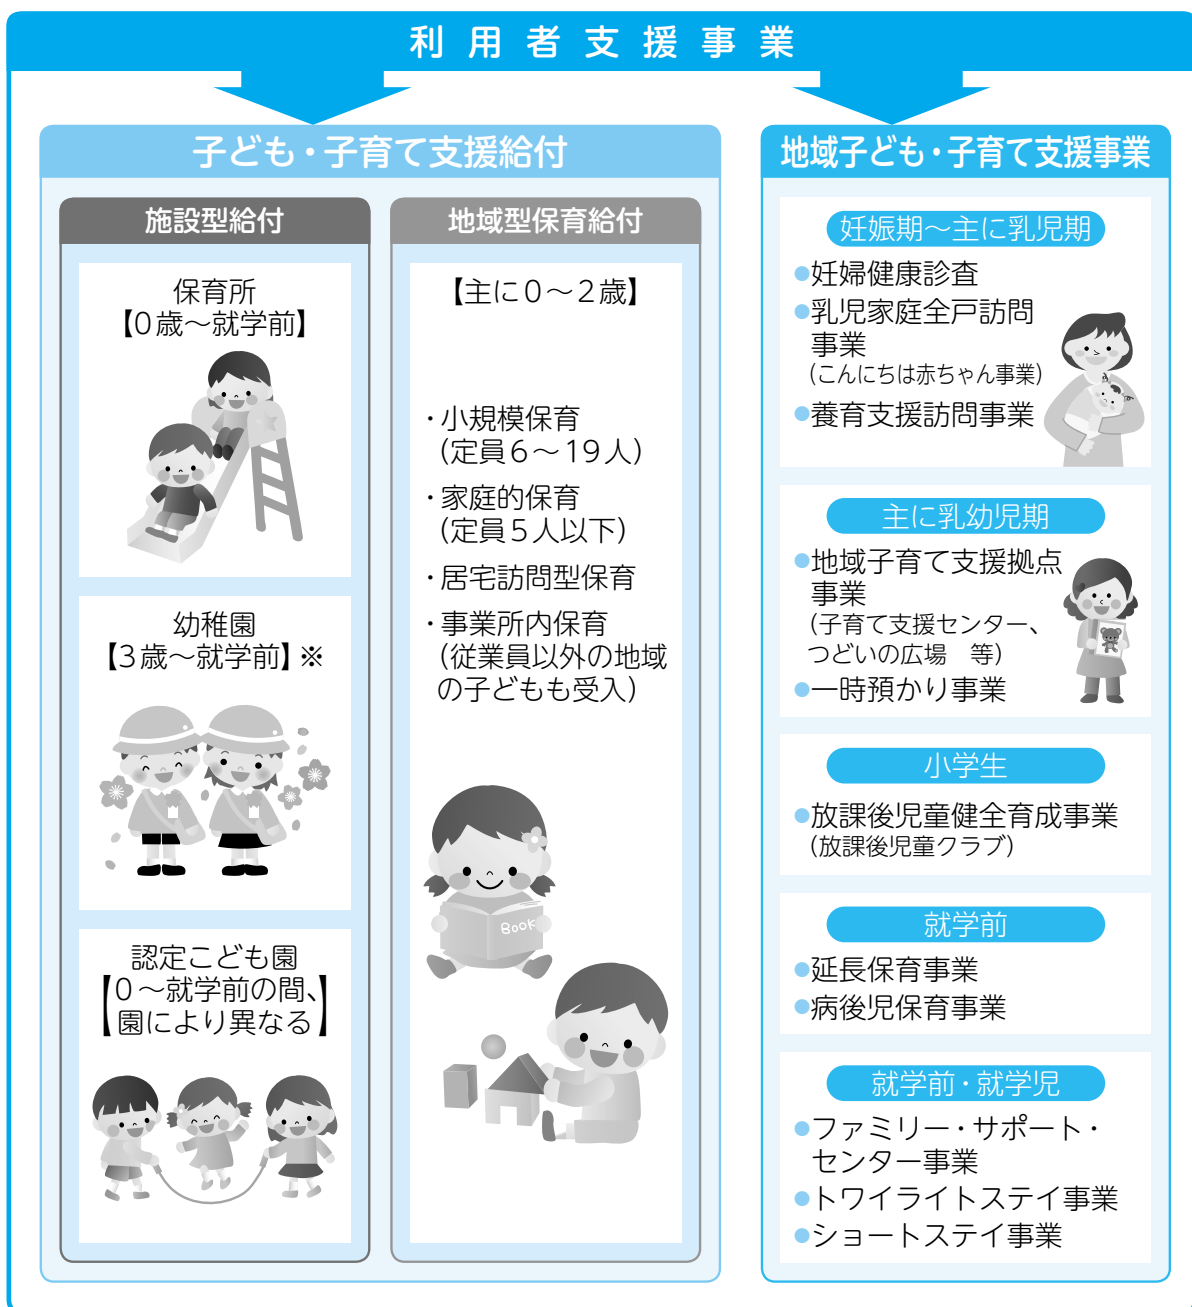 利用者支援事業
子ども・子育て支援給付
施設型給付
保育所
【0歳～就学前】
幼稚園
【3歳～就学前】※
認定こども園
【0～就学前の間、
園により異なる】
地域型保育給付
【主に0～2歳】
・小規模保育
（定員6～19人）
・家庭的保育
（定員5人以下）
・居宅訪問型保育
・事業所内保育
（従業員以外の地域
の子どもも受入）
Book
地域子ども・子育て支援事業
妊娠期～主に乳児期
●妊婦健康診査
●乳児家庭全戸訪問
事業
（こんにちは赤ちゃん事業）
●養育支援訪問事業
主に乳幼児期
●地域子育て支援拠点
事業
（子育て支援センター、
つどいの広場　等）
●一時預かり事業
小学生
●放課後児童健全育成事業
（放課後児童クラブ）
就学前
●延長保育事業
●病後児保育事業
就学前・就学児
●ファミリー・サポート・
センター事業
●トワイライトステイ事業
●ショートステイ事業